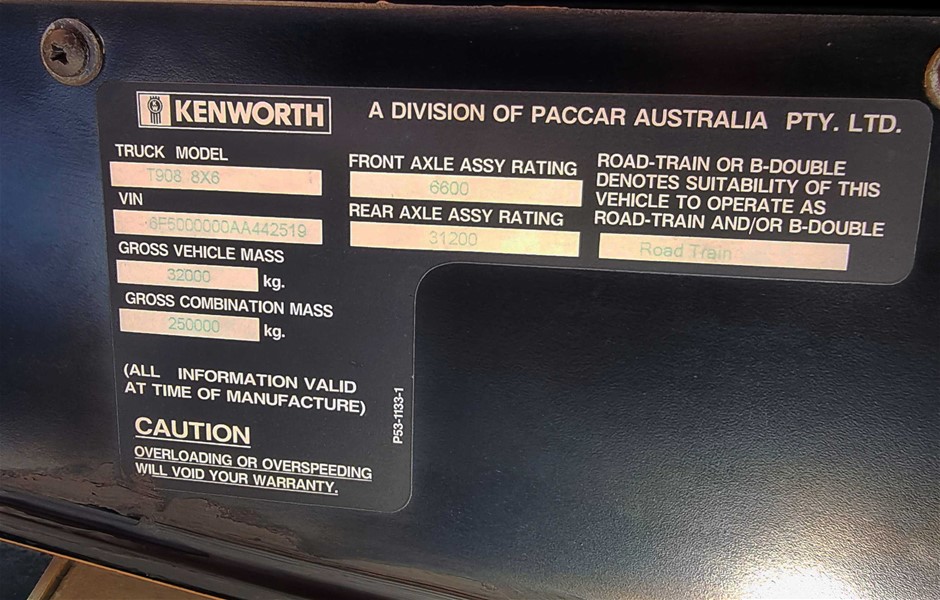 KENWORTH
A DIVISION OF PACCAR AUSTRALIA PTY. LTD.
TRUCK MODEL
T908 8X6
VIN
6F5000000AA442519
GROSS VEHICLE MASS
32000 kg.
GROSS COMBINATION MASS
250000 kg.
(ALL INFORMATION VALID
AT TIME OF MANUFACTURE)
CAUTION
OVERLOADING OR OVERSPEEDING
WILL VOID YOUR WARRANTY.
P53-1133-1
FRONT AXLE ASSY RATING
6600
REAR AXLE ASSY RATING
31200
ROAD-TRAIN OR B-DOUBLE
DENOTES SUITABILITY OF THIS
VEHICLE TO OPERATE AS
ROAD-TRAIN AND/OR B-DOUBLE
Road Train